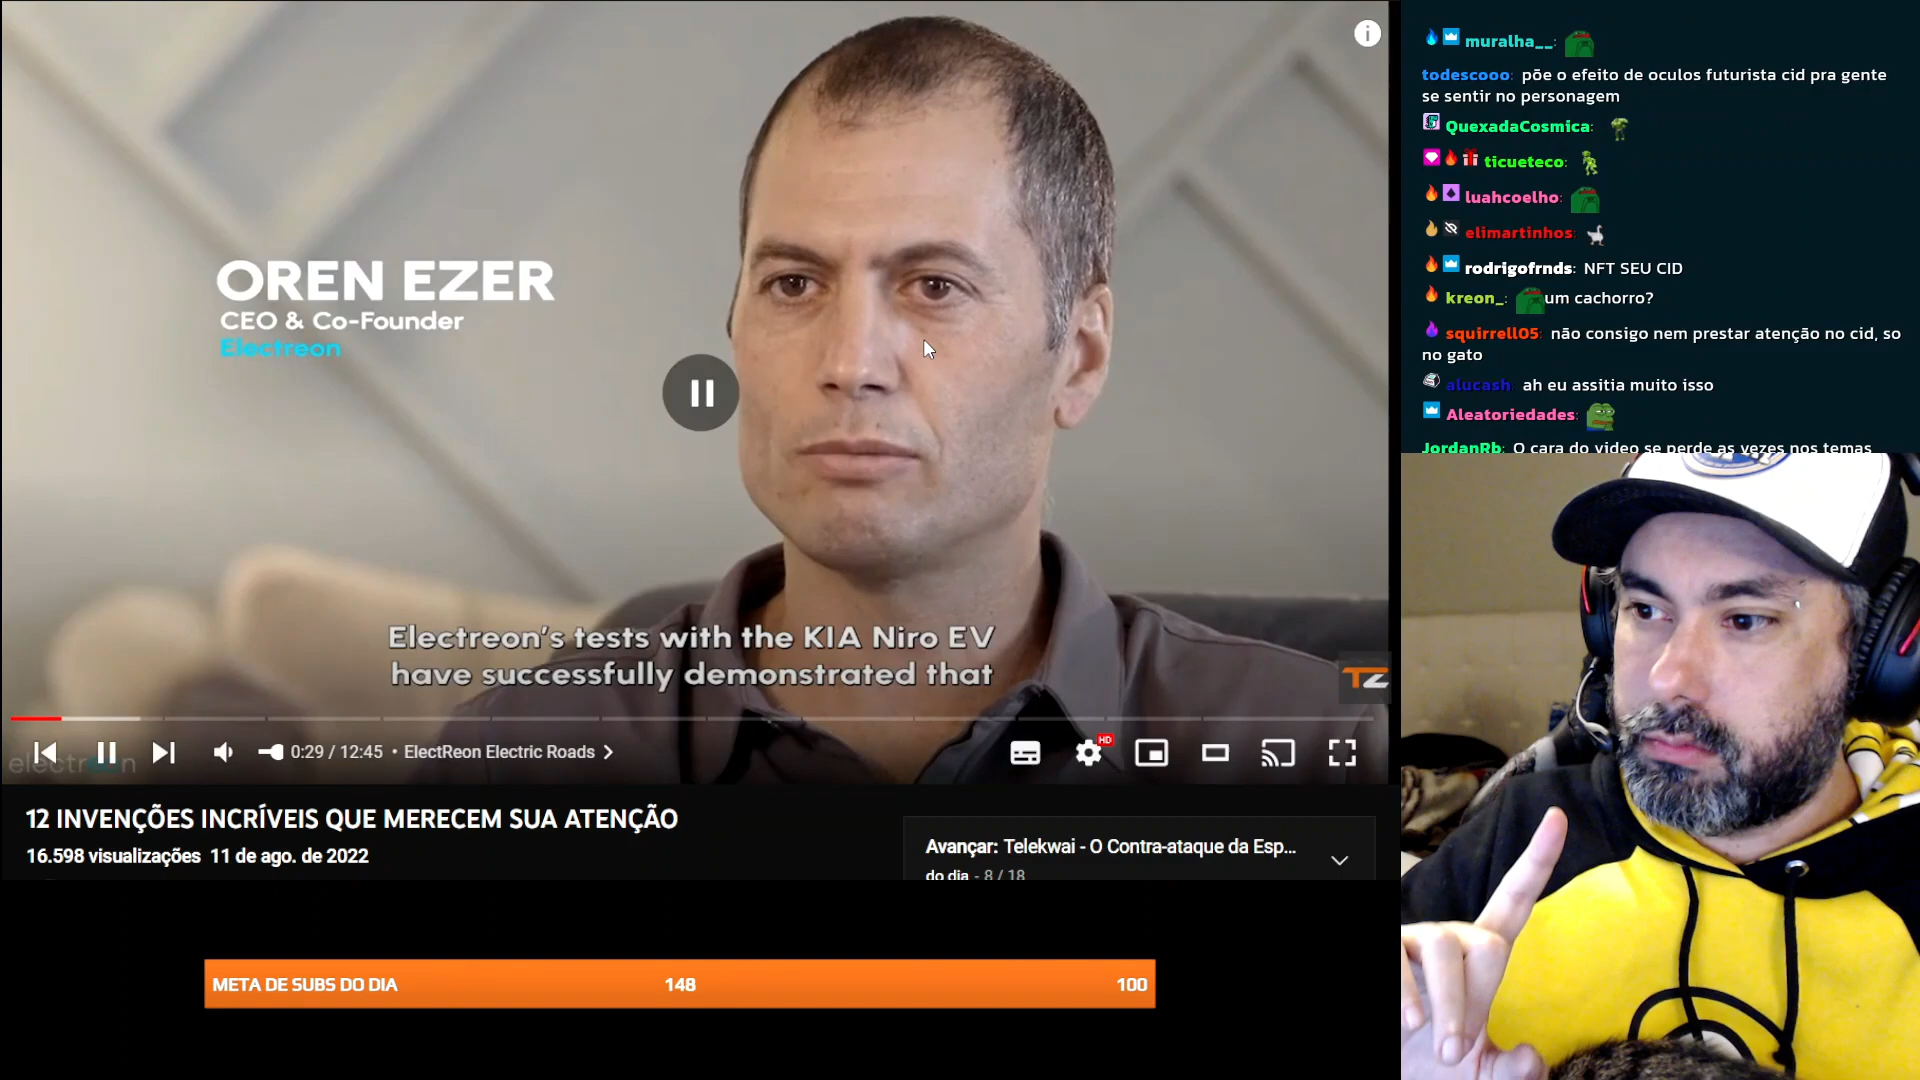 OREN EZER
CEO & Co-Founder
Electreon
Electreon's tests with the KIA Niro EV
have successfully demonstrated that
TZ
0:29 / 12:45 • ElectReon Electric Roads
HD
electreon
12 INVENÇÕES INCRÍVEIS QUE MERECEM SUA ATENÇÃO
16.598 visualizações 11 de ago. de 2022
Avançar: Telekwai - O Contra-ataque da Esp...
do dia - 8 / 18
META DE SUBS DO DIA 148 100
muralha__:
todescooo: põe o efeito de oculos futurista cid pra gente
se sentir no personagem
QuexadaCosmica:
ticueteco:
luahcoelho:
elimartinhos:
rodrigofrnds: NFT SEU CID
kreon_: um cachorro?
squirrell05: não consigo nem prestar atenção no cid, so
no gato
alucash: ah eu assitia muito isso
Aleatoriedades:
JordanRb: O cara do video se perde as vezes nos temas